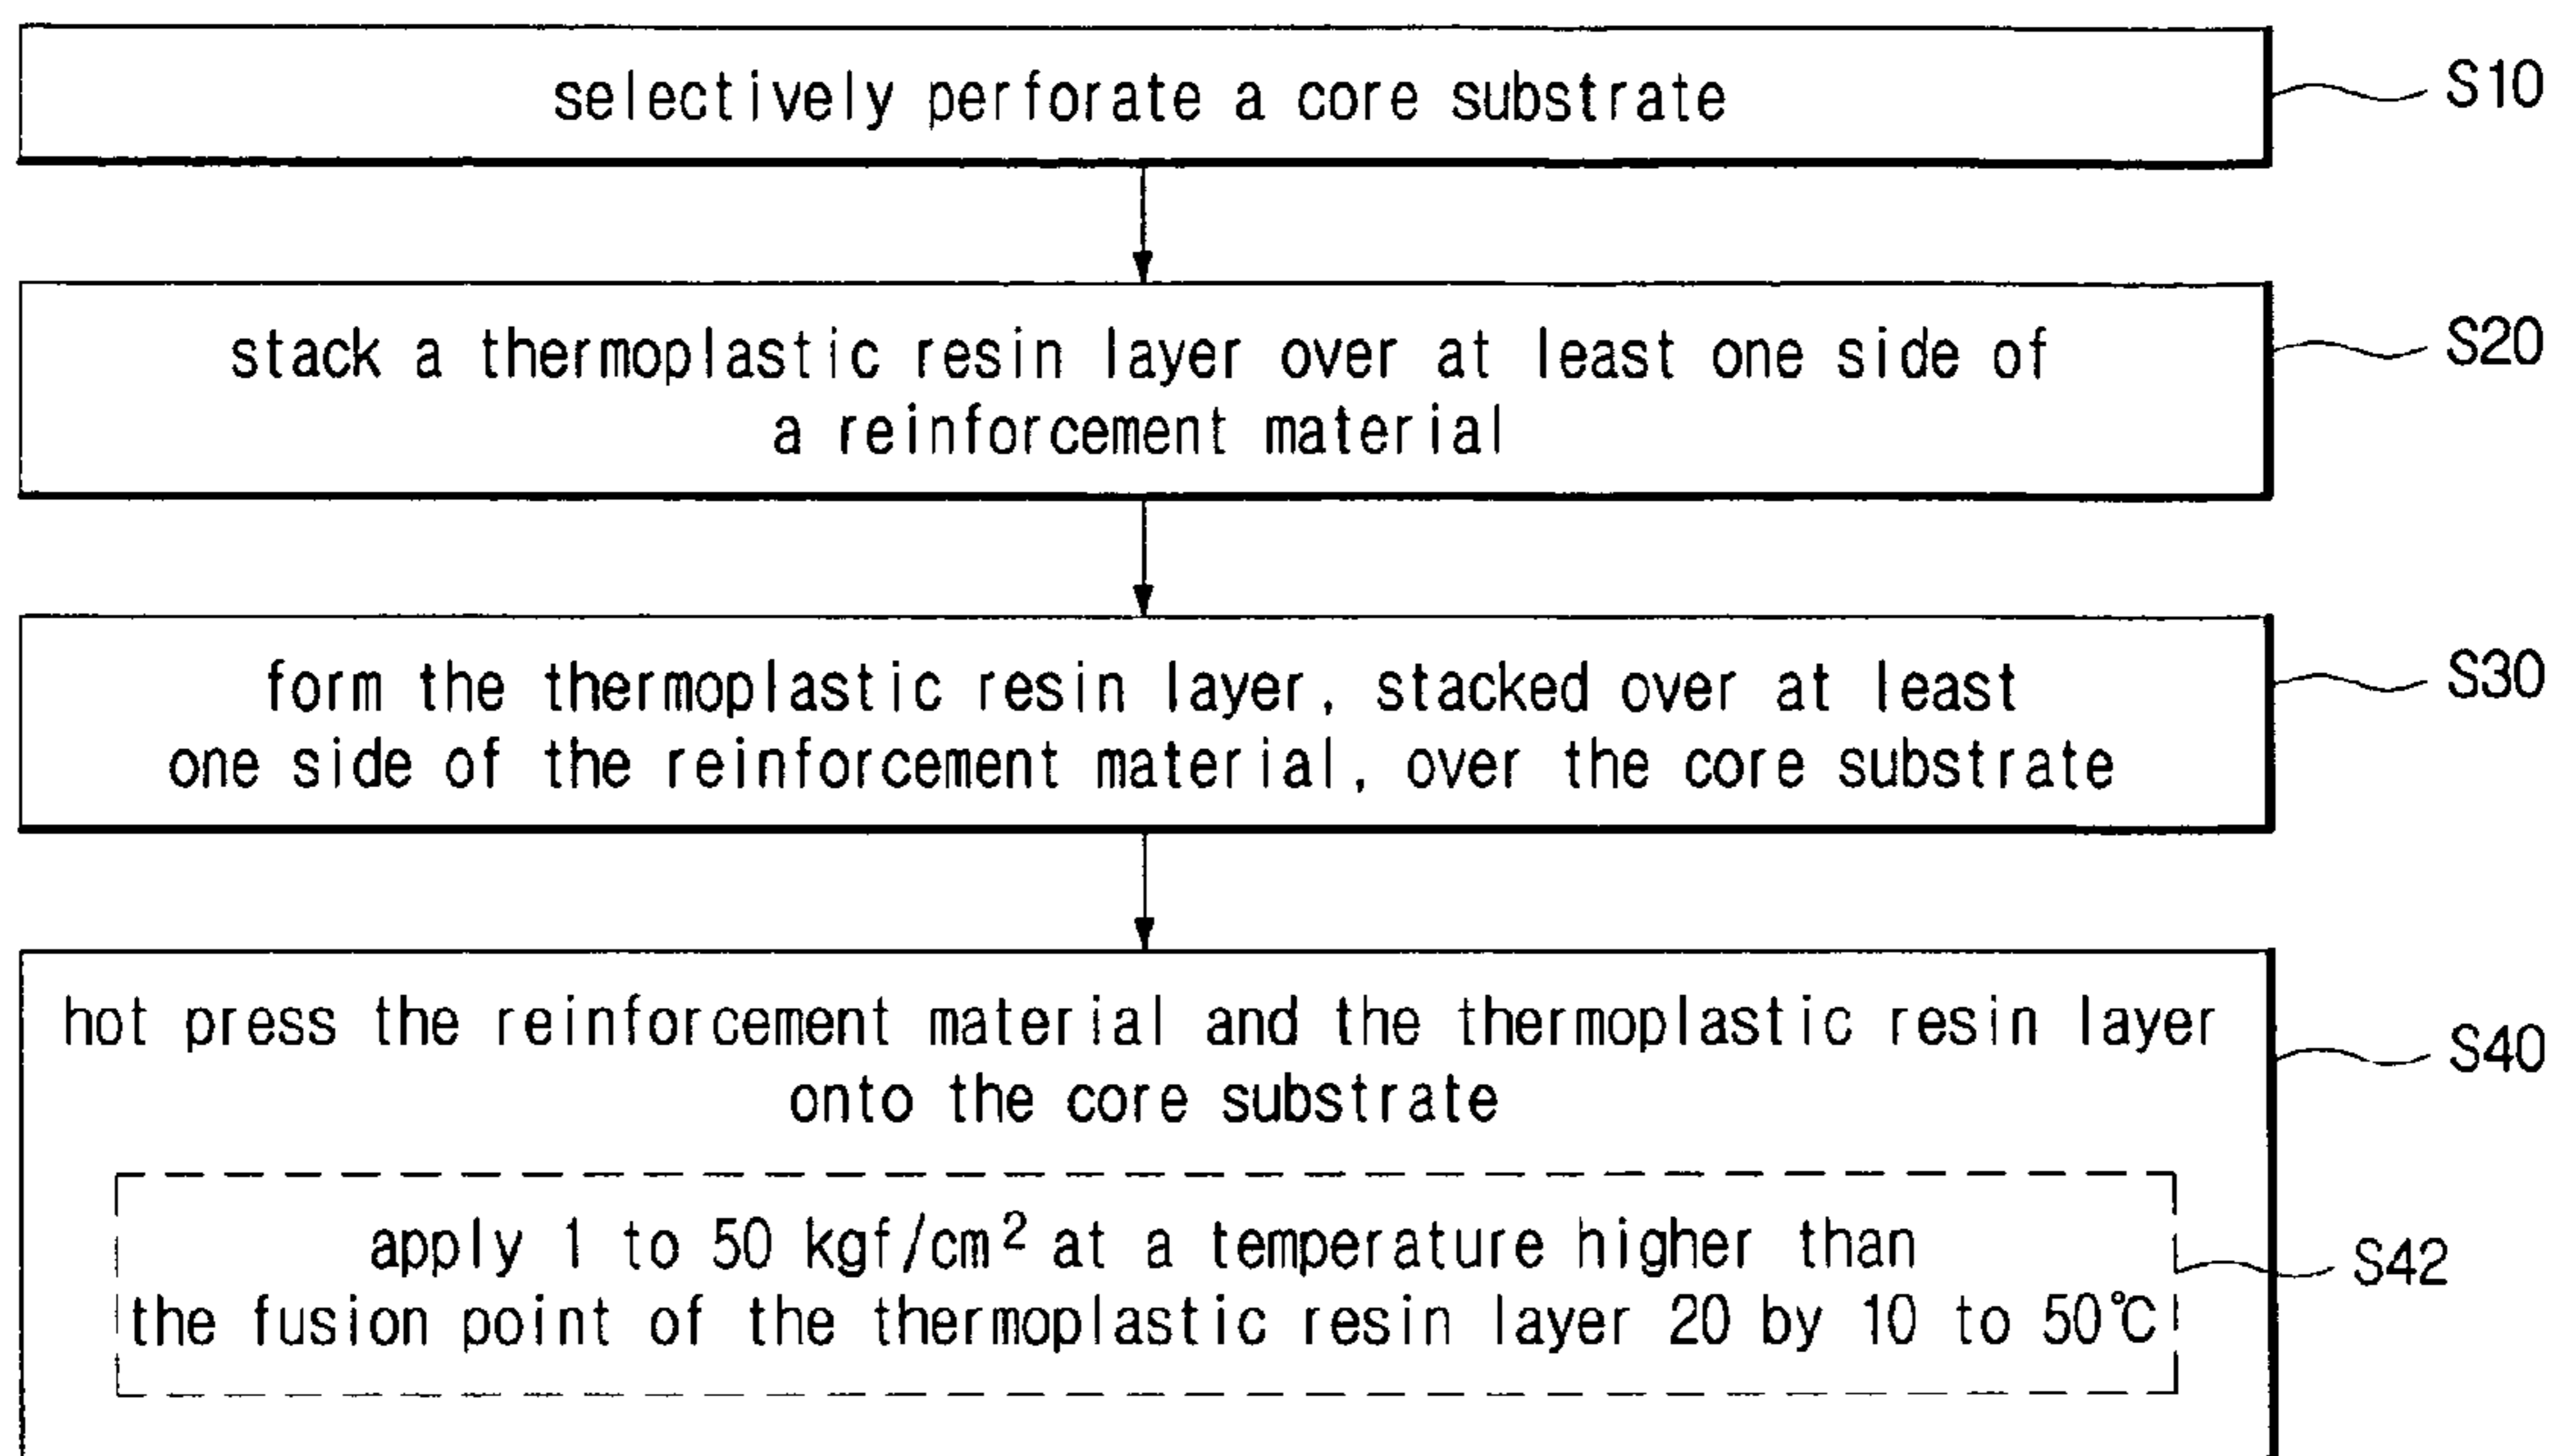 selectively perforate a core substrate
S10
stack a thermoplastic resin layer over at least one side of
a reinforcement material
S20
form the thermoplastic resin layer, stacked over at least
one side of the reinforcement material, over the core substrate
S30
hot press the reinforcement material and the thermoplastic resin layer
onto the core substrate
S40
apply 1 to 50 kgf/cm² at a temperature higher than
the fusion point of the thermoplastic resin layer 20 by 10 to 50℃
S42